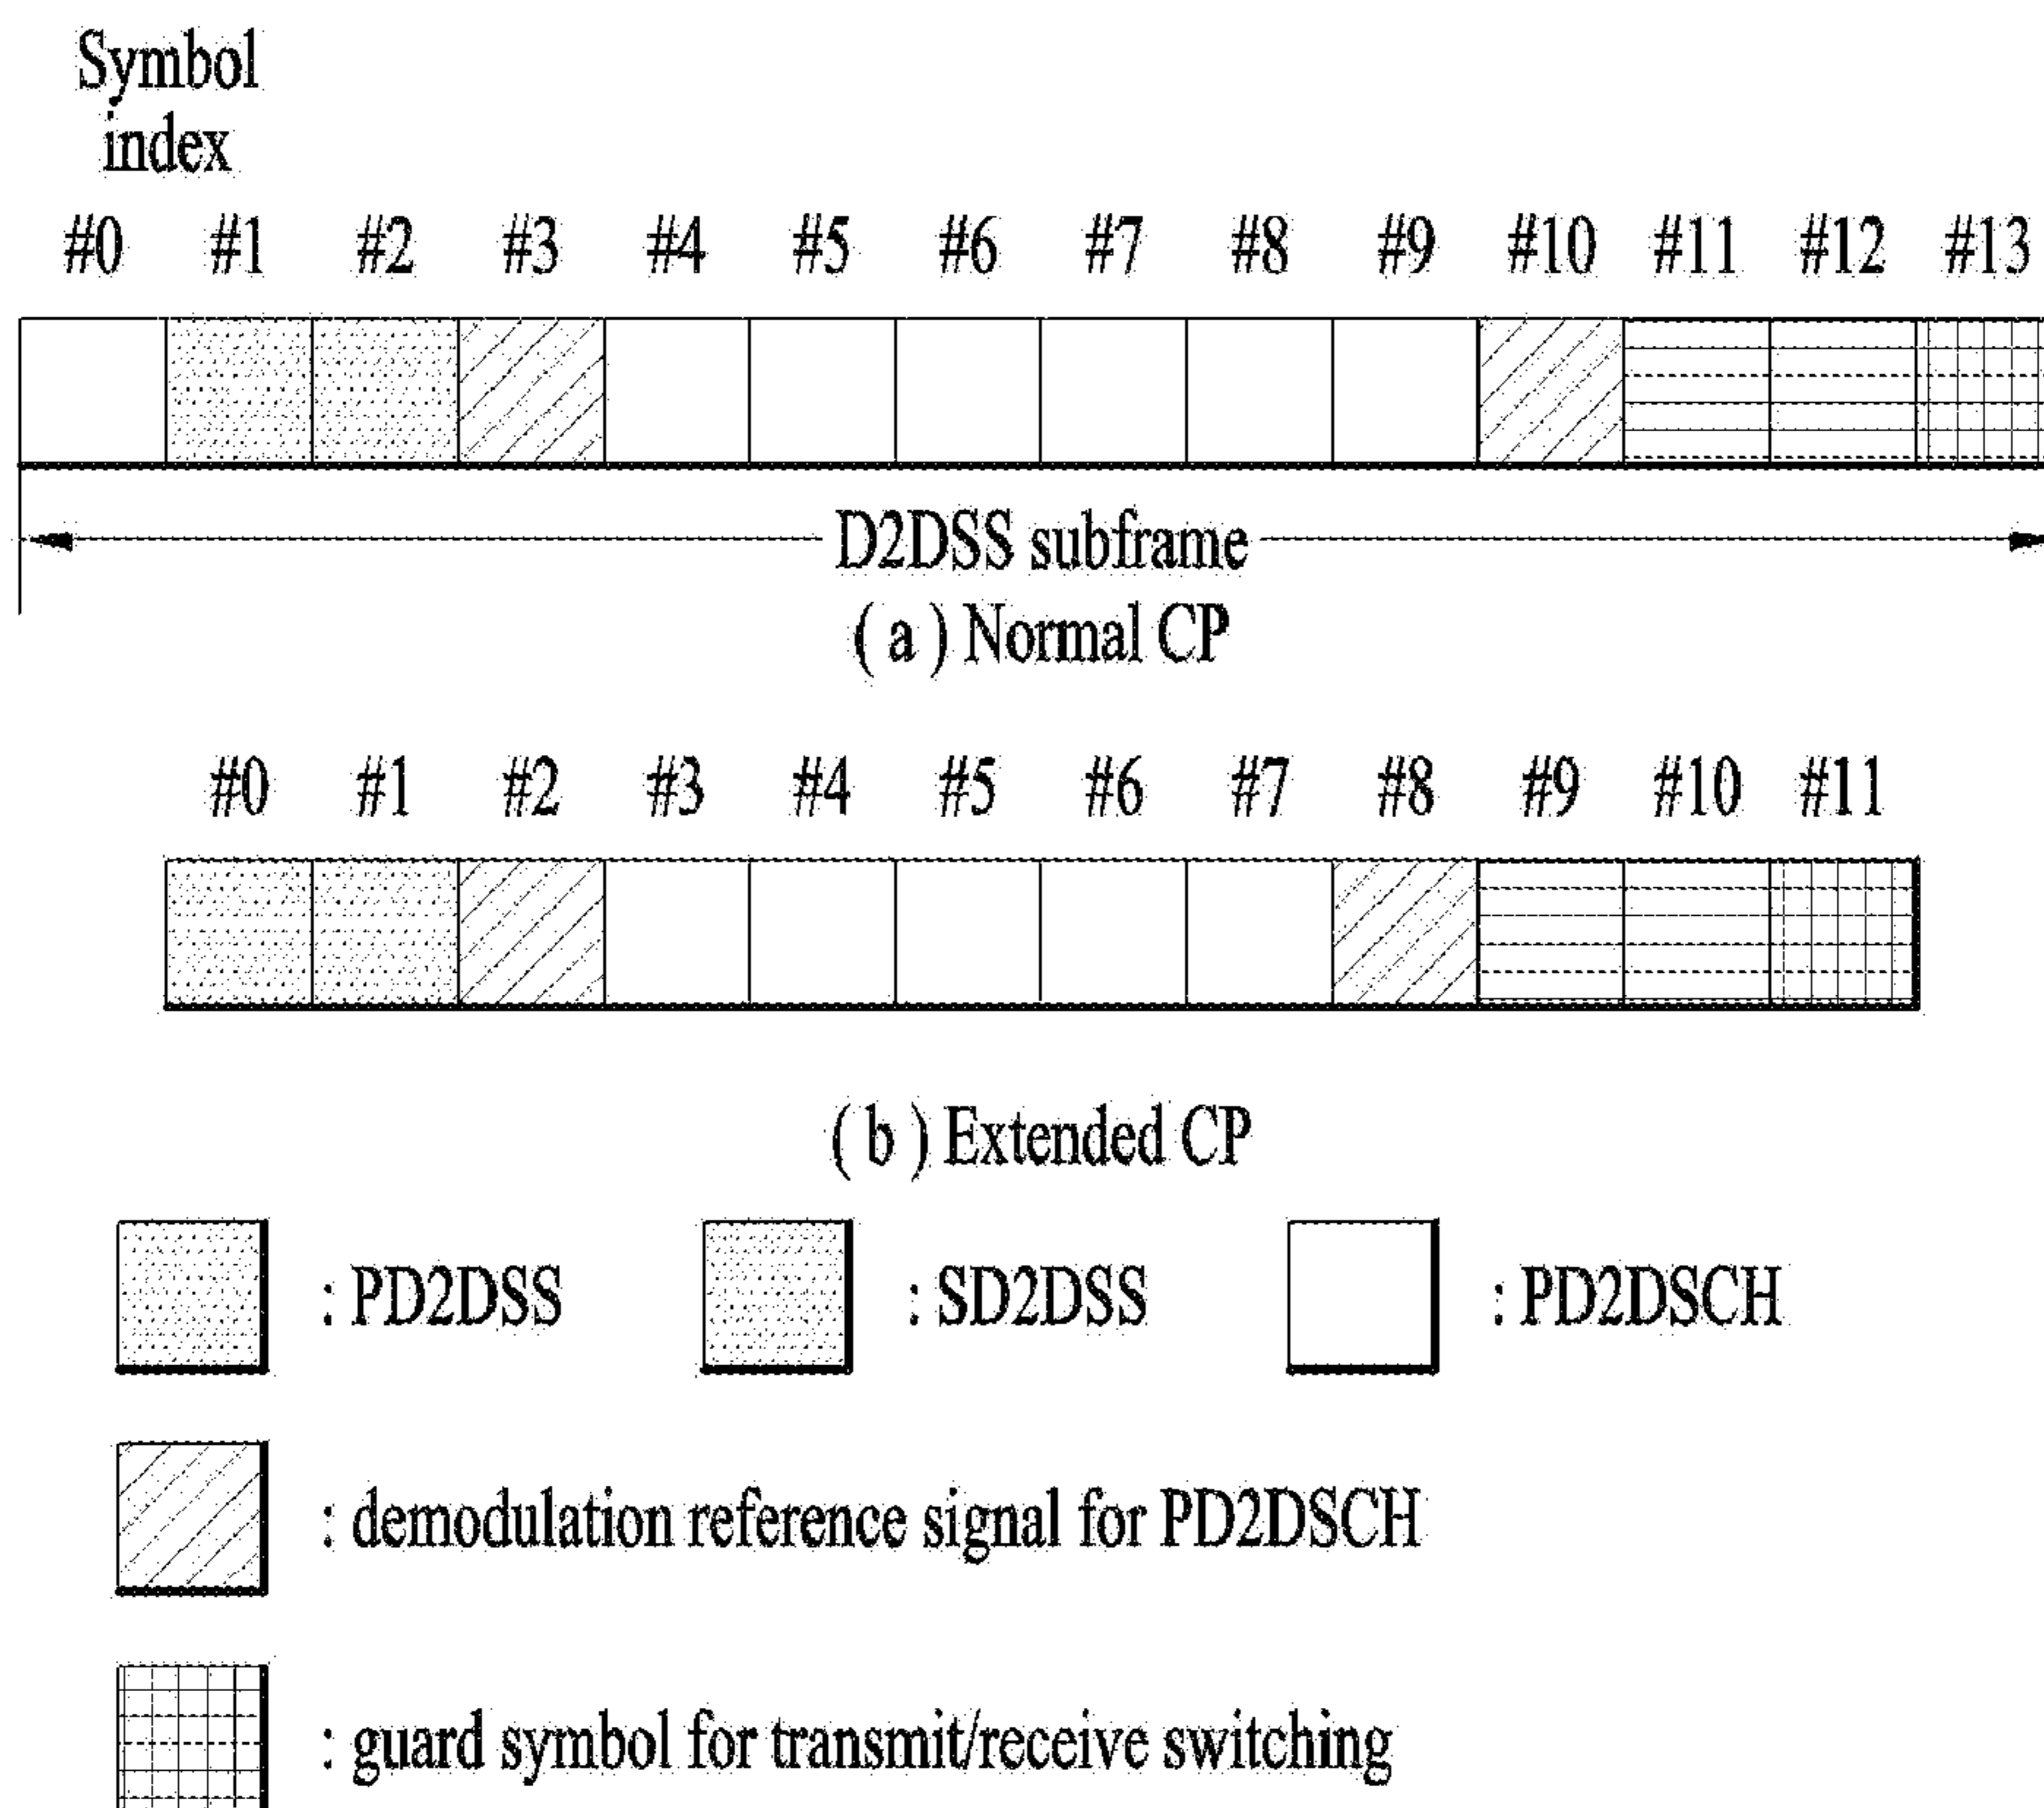 Symbol
index
#0 #1 #2 #3 #4 #5 #6 #7 #8 #9 #10 #11 #12 #13
D2DSS subframe
( a ) Normal CP
#0 #1 #2 #3 #4 #5 #6 #7 #8 #9 #10 #11
( b ) Extended CP
: PD2DSS : SD2DSS : PD2DSCH
: demodulation reference signal for PD2DSCH
: guard symbol for transmit/receive switching